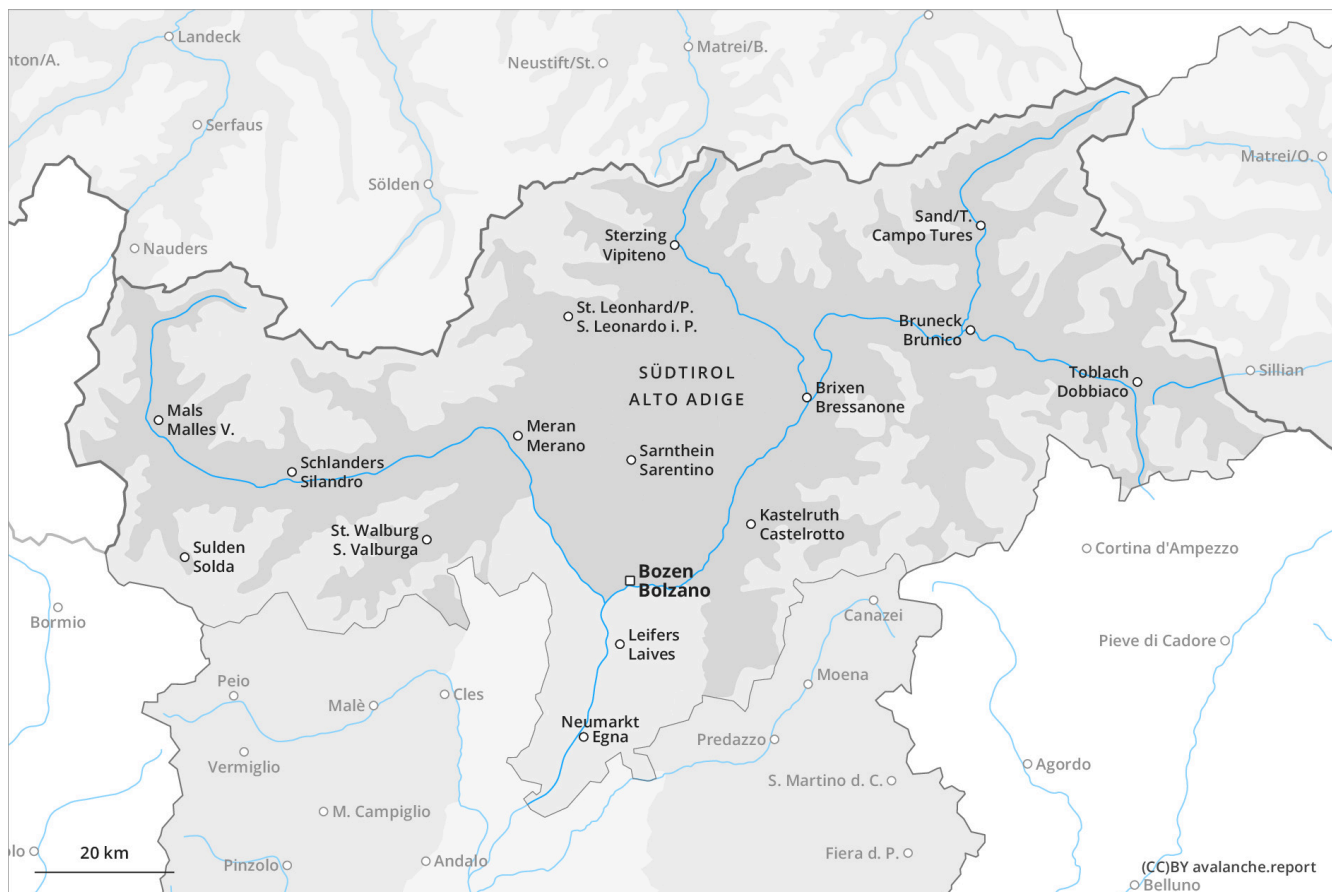 Landeck
nton/A.
Matrei/B.
Neustift/St.
Serfaus
Matrei/O.
Sölden
Sand/T.
Campo Tures
Sterzing
Vipiteno
Nauders
St. Leonhard/P.
S. Leonardo i. P.
Bruneck
Brunico
SÜDTIROL
ALTO ADIGE
Toblach
Dobbiaco
Sillian
Brixen
Bressanone
Mals
Malles V.
Meran
Merano
Schlanders
Silandro
Sarnthein
Sarentino
Kastelruth
Castelrotto
St. Walburg
S. Valburga
Sulden
Solda
Cortina d'Ampezzo
Bozen
Bolzano
Bormio
Canazei
Leifers
Laives
Pieve di Cadore
Peio
Moena
Malè
Cles
Neumarkt
Egna
Predazzo
Vermiglio
Agordo
S. Martino d. C.
M. Campiglio
olo
20 km
Pinzolo
Andalo
Fiera d. P.
(CC)BY avalanche.report
Belluno